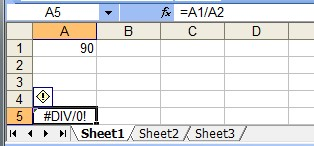 A5 fx =A1/A2
A B C D E
1 90
2
3
4
5 #DIV/0!
Sheet1 Sheet2 Sheet3